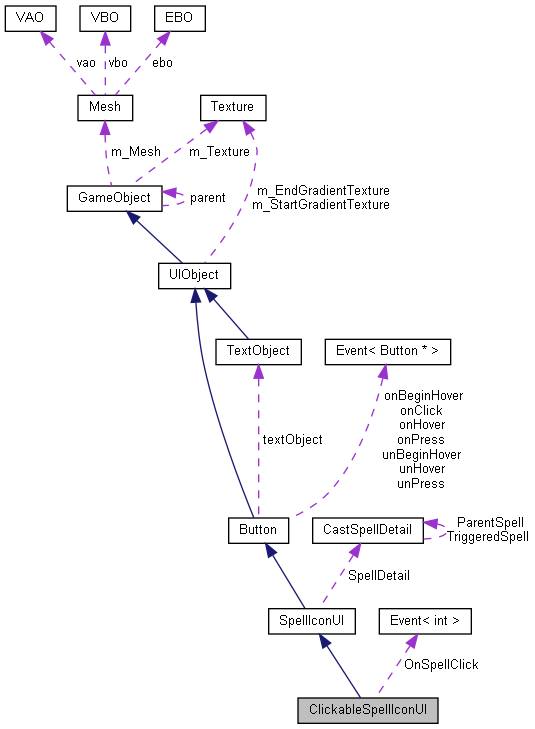 VAO
VBO
EBO
vao
vbo
ebo
Mesh
Texture
m_Mesh
m_Texture
GameObject
parent
m_EndGradientTexture
m_StartGradientTexture
UIObject
TextObject
Event< Button * >
textObject
onBeginHover
onClick
onHover
onPress
unBeginHover
unHover
unPress
Button
CastSpellDetail
ParentSpell
TriggeredSpell
SpellDetail
SpellIconUI
Event< int >
OnSpellClick
ClickableSpellIconUI